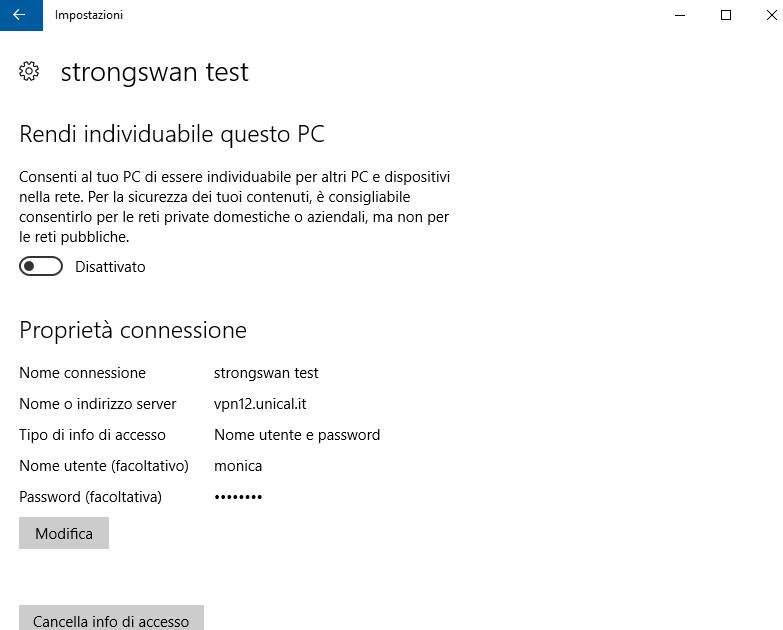 Impostazioni
strongswan test
Rendi individuabile questo PC
Consenti al tuo PC di essere individuabile per altri PC e dispositivi
nella rete. Per la sicurezza dei tuoi contenuti, è consigliabile
consentirlo per le reti private domestiche o aziendali, ma non per
le reti pubbliche.
Disattivato
Proprietà connessione
Nome connessione strongswan test
Nome o indirizzo server vpn12.unical.it
Tipo di info di accesso Nome utente e password
Nome utente (facoltativo) monica
Password (facoltativa) ••••••••
Modifica
Cancella info di accesso